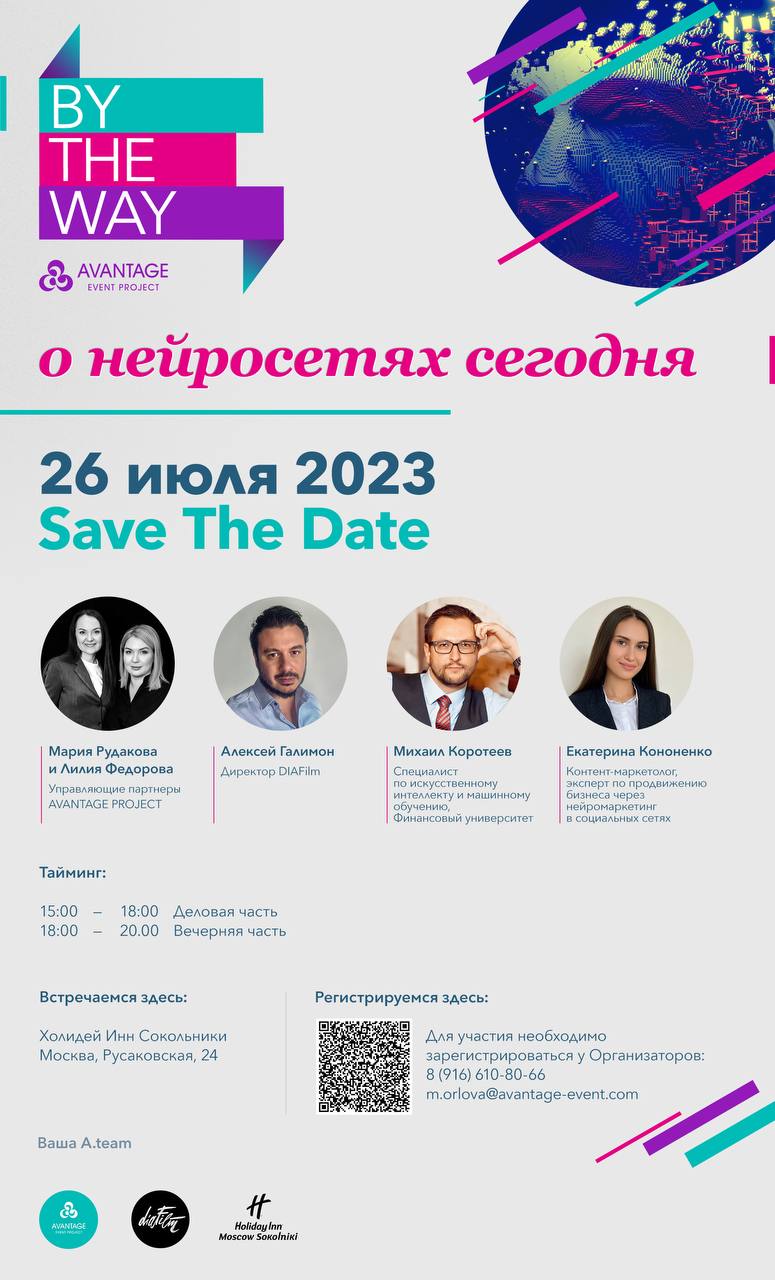 BY
THE
WAY
AVANTAGE
EVENT PROJECT
о нейросетях сегодня
26 июля 2023
Save The Date
Мария Рудакова
и Лилия Федорова
Управляющие партнеры
AVANTAGE PROJECT
Алексей Галимон
Директор DIAFilm
Михаил Коротеев
Специалист
по искусственному
интеллекту и машинному
обучению,
Финансовый университет
Екатерина Кононенко
Контент-маркетолог,
эксперт по продвижению
бизнеса через
нейромаркетинг
в социальных сетях
Тайминг:
15:00 – 18:00 Деловая часть
18:00 – 20.00 Вечерняя часть
Встречаемся здесь:
Холидей Инн Сокольники
Москва, Русаковская, 24
Регистрируемся здесь:
Для участия необходимо
зарегистрироваться у Организаторов:
8 (916) 610-80-66
m.orlova@avantage-event.com
Ваша A.team
AVANTAGE
EVENT PROJECT
diaFilm
H
Holiday Inn
Moscow Sokolniki